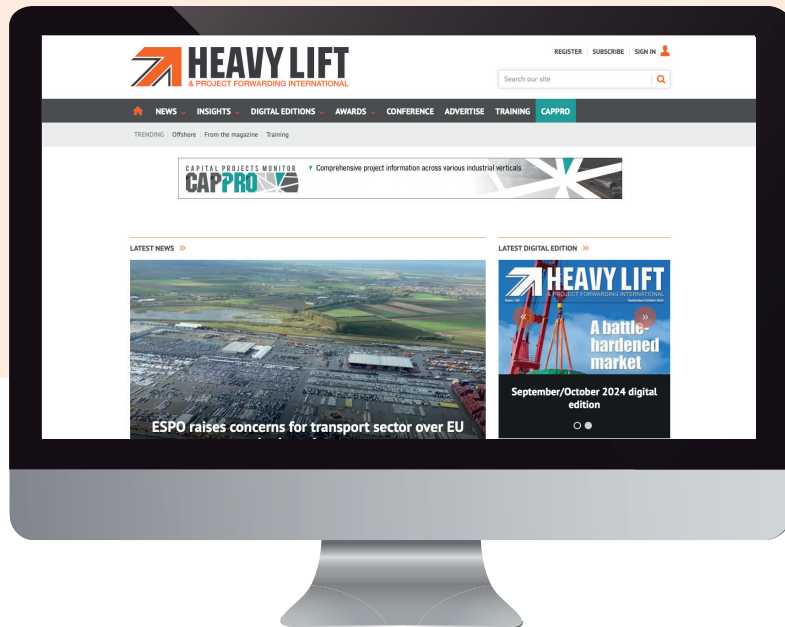 REGISTER SUBSCRIBE SIGN IN
HEAVY LIFT
& PROJECT FORWARDING INTERNATIONAL
Search our site
NEWS INSIGHTS DIGITAL EDITIONS AWARDS CONFERENCE ADVERTISE TRAINING CAPPRO
TRENDING Offshore From the magazine Training
CAPITAL PROJECTS MONITOR
CAPPRO
Comprehensive project information across various industrial verticals
LATEST NEWS »
ESPO raises concerns for transport sector over EU
LATEST DIGITAL EDITION »
HEAVY LIFT
& PROJECT FORWARDING INTERNATIONAL
September/October 2024
A battle-
hardened
market
September/October 2024 digital
edition